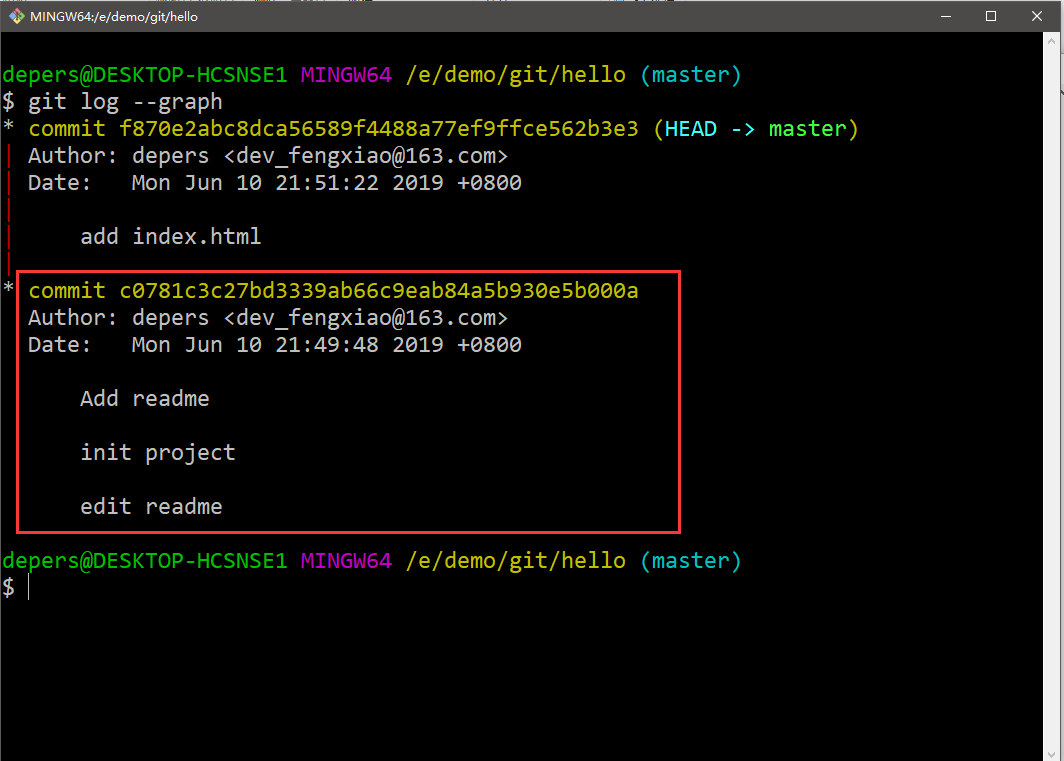 MINGW64:/e/demo/git/hello
depers@DESKTOP-HCSNSE1 MINGW64 /e/demo/git/hello (master)
$ git log --graph
* commit f870e2abc8dca56589f4488a77ef9ffce562b3e3 (HEAD -> master)
| Author: depers <dev_fengxiao@163.com>
| Date:   Mon Jun 10 21:51:22 2019 +0800
|
|     add index.html
|
* commit c0781c3c27bd3339ab66c9eab84a5b930e5b000a
Author: depers <dev_fengxiao@163.com>
Date:   Mon Jun 10 21:49:48 2019 +0800
Add readme
init project
edit readme
depers@DESKTOP-HCSNSE1 MINGW64 /e/demo/git/hello (master)
$